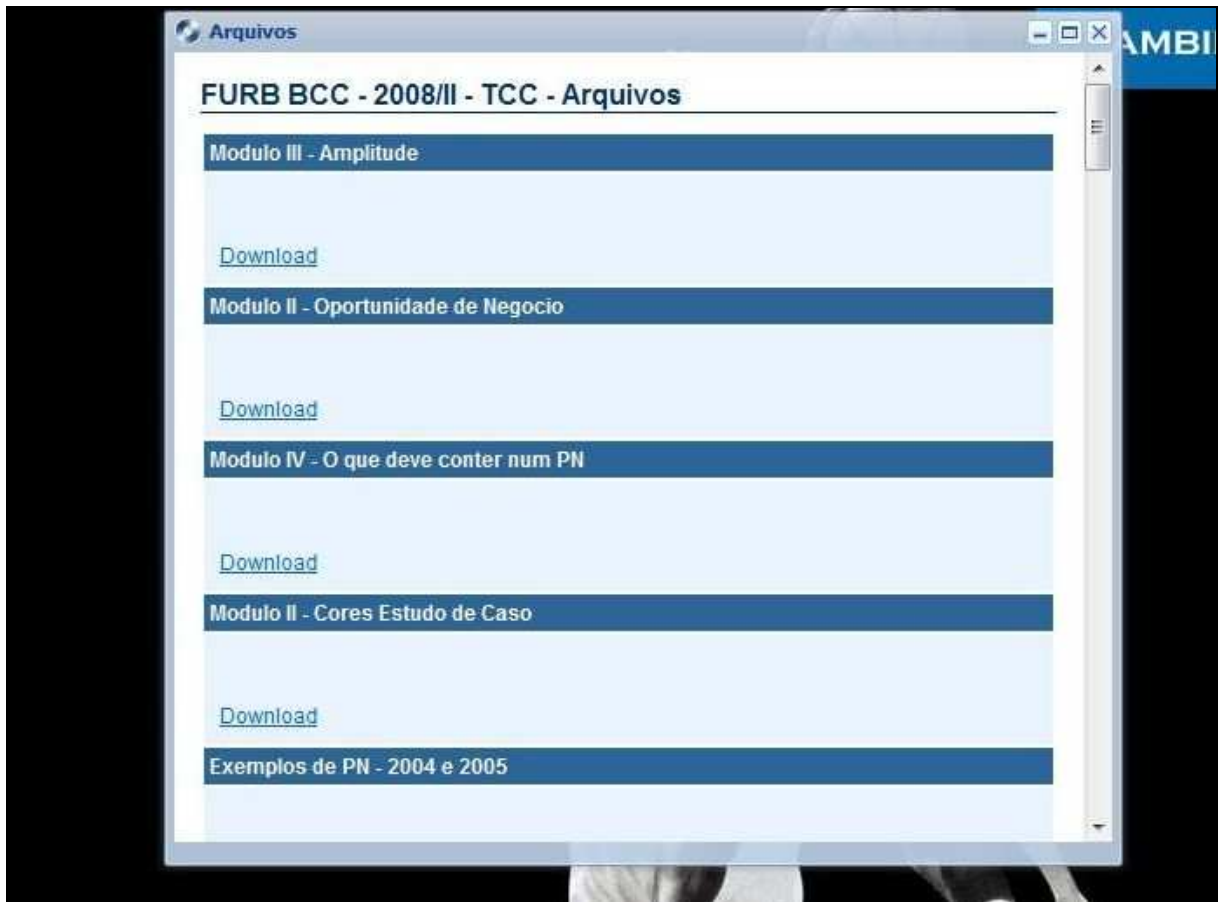 Arquivos
AMBI
FURB BCC - 2008/II - TCC - Arquivos
Modulo III - Amplitude
Download
Modulo II - Oportunidade de Negocio
Download
Modulo IV - O que deve conter num PN
Download
Modulo II - Cores Estudo de Caso
Download
Exemplos de PN - 2004 e 2005